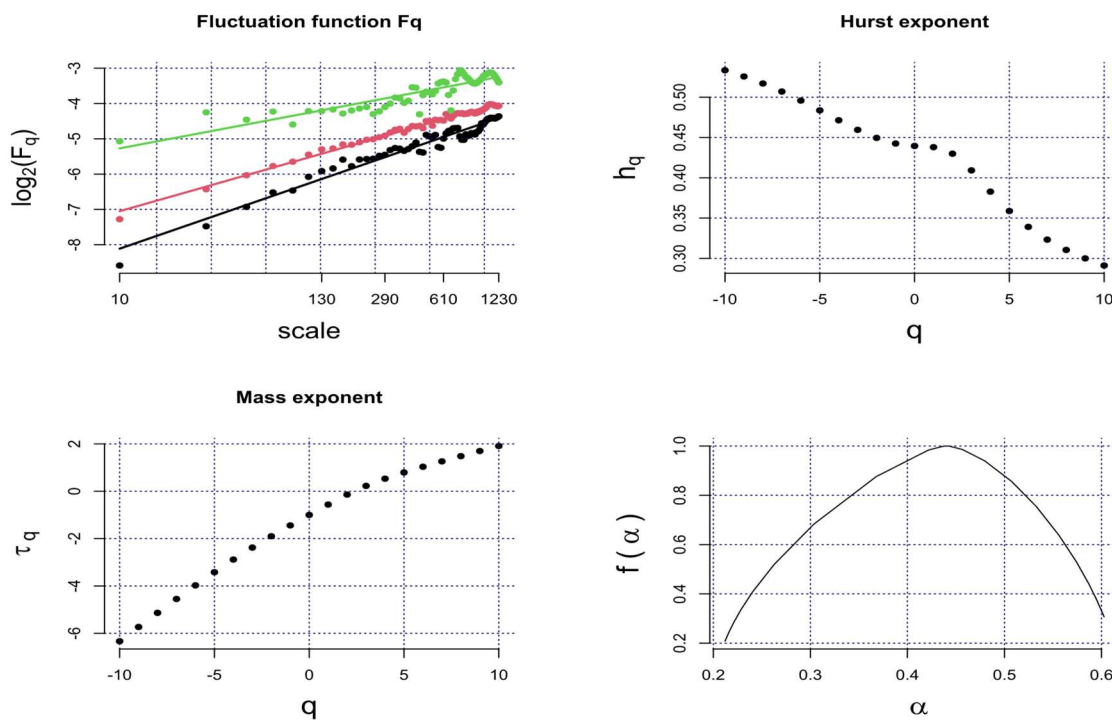 Fluctuation function Fq
log₂(F_q)
-3
-4
-5
-6
-7
-8
10 130 290 610 1230
scale
Hurst exponent
h_q
0.50
0.45
0.40
0.35
0.30
-10 -5 0 5 10
q
Mass exponent
τ_q
2
0
-2
-4
-6
-10 -5 0 5 10
q
f ( α )
1.0
0.8
0.6
0.4
0.2
0.2 0.3 0.4 0.5 0.6
α